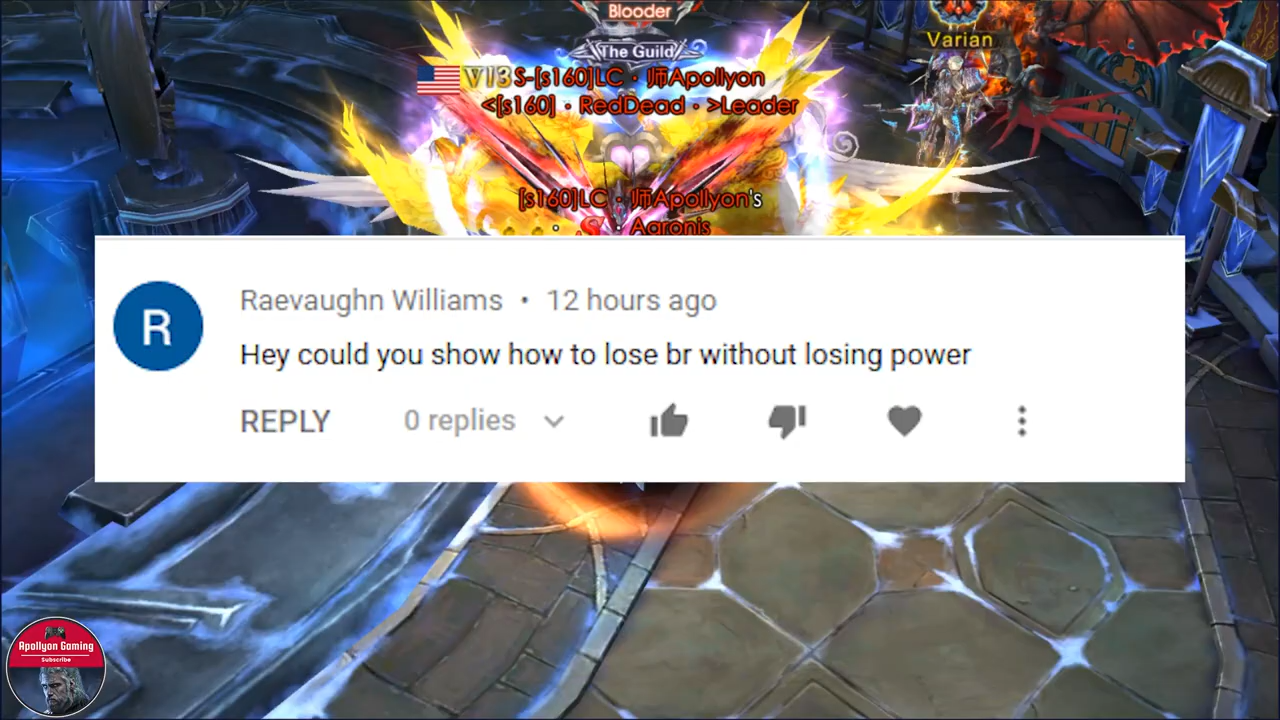 Blooder
The Guild
Varian
V13 S-[s160]LC · 师Apollyon
<[s160] · RedDead · >Leader
[s160]LC · 师Apollyon's
Agronis
R
Raevaughn Williams • 12 hours ago
Hey could you show how to lose br without losing power
REPLY 0 replies
Apollyon Gaming
Subscribe